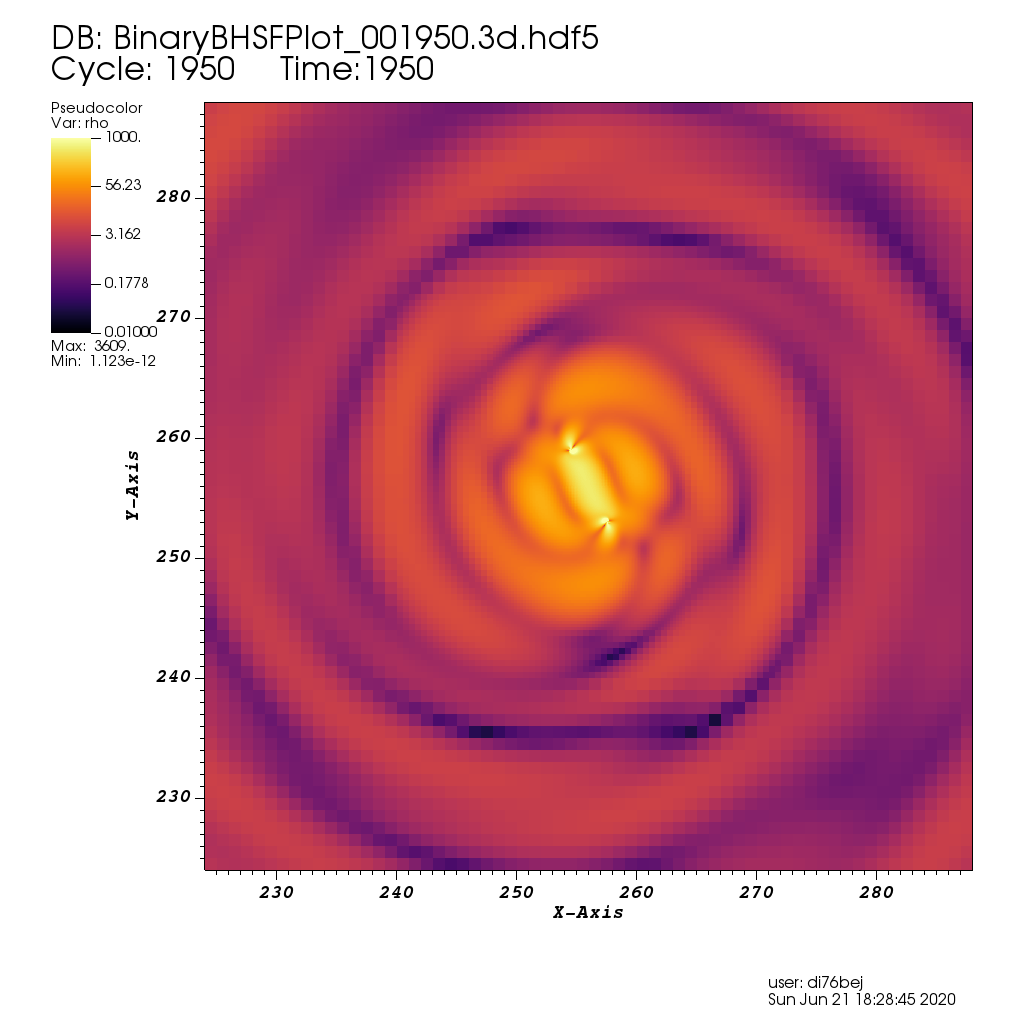 DB: BinaryBHSFPlot_001950.3d.hdf5
Cycle: 1950 Time:1950
Pseudocolor
Var: rho
1000.
56.23
3.162
0.1778
0.01000
Max: 3609.
Min: 1.123e-12
280
270
260
250
240
230
Y-Axis
230 240 250 260 270 280
X-Axis
user: di76bej
Sun Jun 21 18:28:45 2020